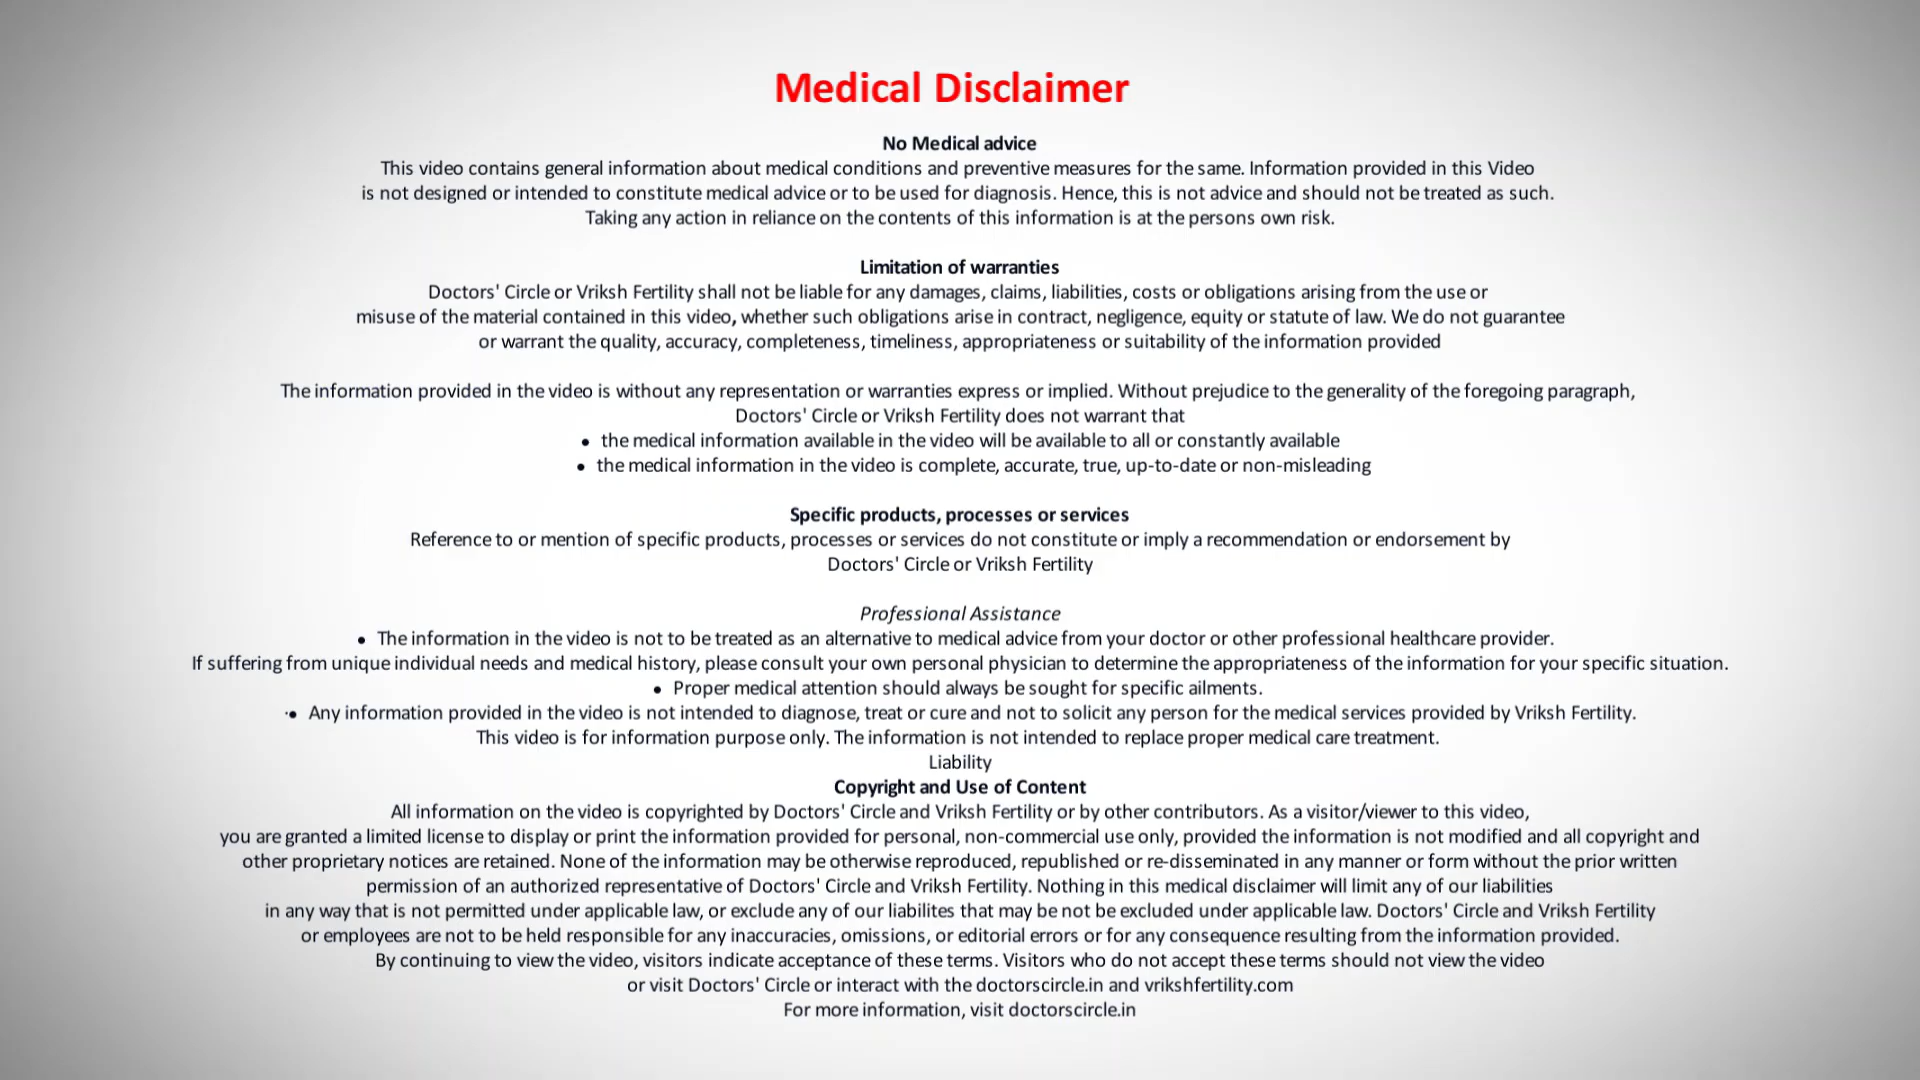 Medical Disclaimer
No Medical advice
This video contains general information about medical conditions and preventive measures for the same. Information provided in this Video
is not designed or intended to constitute medical advice or to be used for diagnosis. Hence, this is not advice and should not be treated as such.
Taking any action in reliance on the contents of this information is at the persons own risk.
Limitation of warranties
Doctors' Circle or Vriksh Fertility shall not be liable for any damages, claims, liabilities, costs or obligations arising from the use or
misuse of the material contained in this video, whether such obligations arise in contract, negligence, equity or statute of law. We do not guarantee
or warrant the quality, accuracy, completeness, timeliness, appropriateness or suitability of the information provided
The information provided in the video is without any representation or warranties express or implied. Without prejudice to the generality of the foregoing paragraph,
Doctors' Circle or Vriksh Fertility does not warrant that
• the medical information available in the video will be available to all or constantly available
• the medical information in the video is complete, accurate, true, up-to-date or non-misleading
Specific products, processes or services
Reference to or mention of specific products, processes or services do not constitute or imply a recommendation or endorsement by
Doctors' Circle or Vriksh Fertility
Professional Assistance
• The information in the video is not to be treated as an alternative to medical advice from your doctor or other professional healthcare provider.
If suffering from unique individual needs and medical history, please consult your own personal physician to determine the appropriateness of the information for your specific situation.
• Proper medical attention should always be sought for specific ailments.
·• Any information provided in the video is not intended to diagnose, treat or cure and not to solicit any person for the medical services provided by Vriksh Fertility.
This video is for information purpose only. The information is not intended to replace proper medical care treatment.
Liability
Copyright and Use of Content
All information on the video is copyrighted by Doctors' Circle and Vriksh Fertility or by other contributors. As a visitor/viewer to this video,
you are granted a limited license to display or print the information provided for personal, non-commercial use only, provided the information is not modified and all copyright and
other proprietary notices are retained. None of the information may be otherwise reproduced, republished or re-disseminated in any manner or form without the prior written
permission of an authorized representative of Doctors' Circle and Vriksh Fertility. Nothing in this medical disclaimer will limit any of our liabilities
in any way that is not permitted under applicable law, or exclude any of our liabilites that may be not be excluded under applicable law. Doctors' Circle and Vriksh Fertility
or employees are not to be held responsible for any inaccuracies, omissions, or editorial errors or for any consequence resulting from the information provided.
By continuing to view the video, visitors indicate acceptance of these terms. Visitors who do not accept these terms should not view the video
or visit Doctors' Circle or interact with the doctorscircle.in and vrikshfertility.com
For more information, visit doctorscircle.in